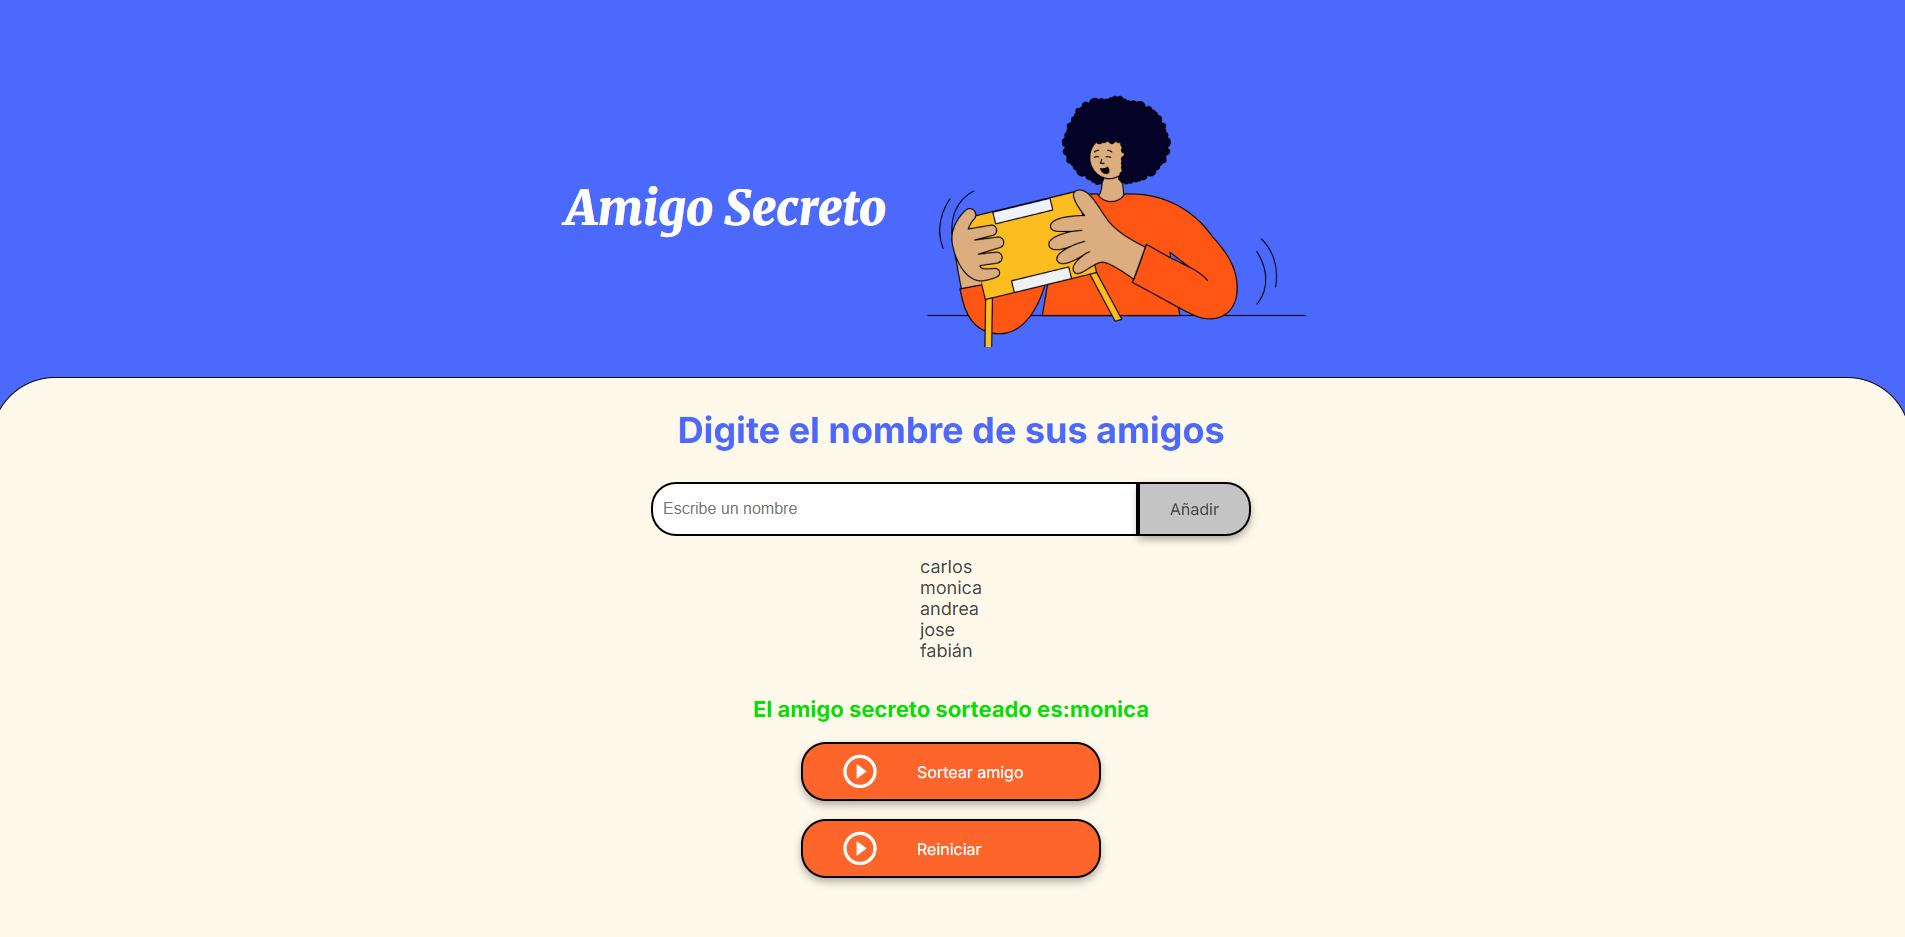 Amigo Secreto
Digite el nombre de sus amigos
Escribe un nombre
Añadir
carlos
monica
andrea
jose
fabián
El amigo secreto sorteado es:monica
Sortear amigo
Reiniciar